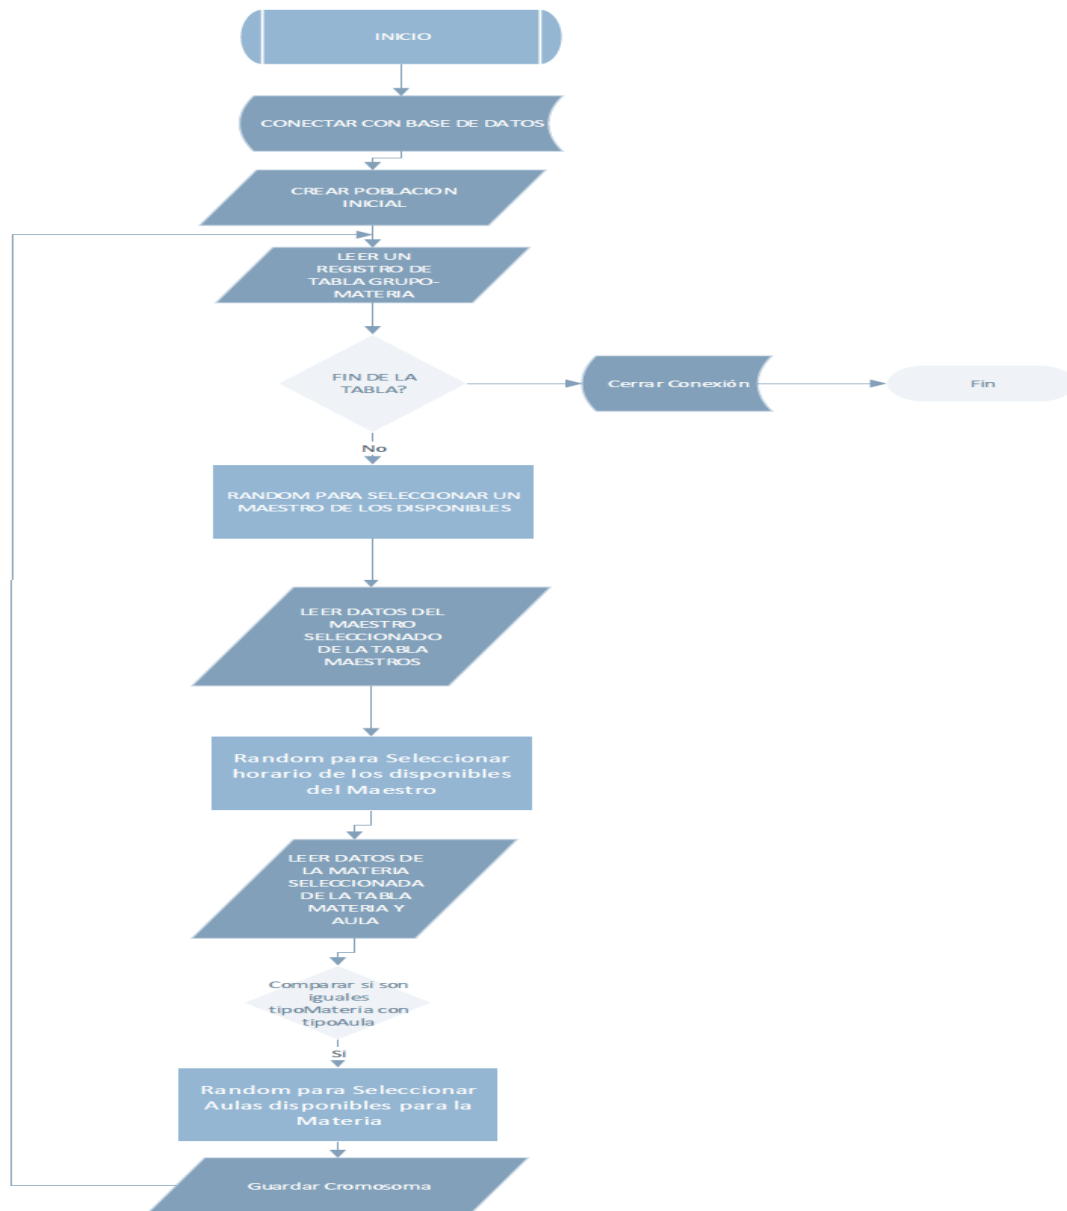 INICIO
CONECTAR CON BASE DE DATOS
CREAR POBLACION
INICIAL
LEER UN
REGISTRO DE
TABLA GRUPO-
MATERIA
FIN DE LA
TABLA?
Cerrar Conexión
Fin
No
RANDOM PARA SELECCIONAR UN
MAESTRO DE LOS DISPONIBLES
LEER DATOS DEL
MAESTRO
SELECCIONADO
DE LA TABLA
MAESTROS
Random para Seleccionar
horario de los disponibles
del Maestro
LEER DATOS DE
LA MATERIA
SELECCIONADA
DE LA TABLA
MATERIA Y
AULA
Comparar si son
iguales
tipoMateria con
tipoAula
Si
Random para Seleccionar
Aulas disponibles para la
Materia
Guardar Cromosoma